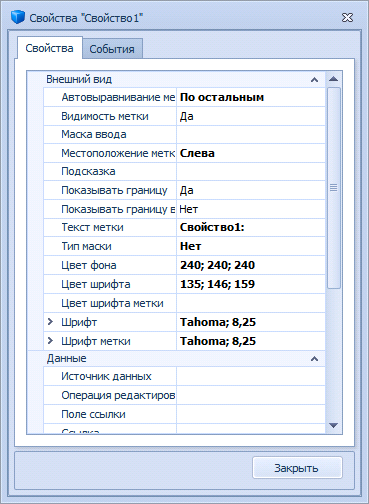 Свойства "Свойство1"
Свойства События
Внешний вид
Автовыравнивание ме По остальным
Видимость метки Да
Маска ввода
Местоположение метк Слева
Подсказка
Показывать границу Да
Показывать границу в Нет
Текст метки Свойство1:
Тип маски Нет
Цвет фона 240; 240; 240
Цвет шрифта 135; 146; 159
Цвет шрифта метки
Шрифт Tahoma; 8,25
Шрифт метки Tahoma; 8,25
Данные
Источник данных
Операция редактиров
Поле ссылки
Ссылка
Закрыть